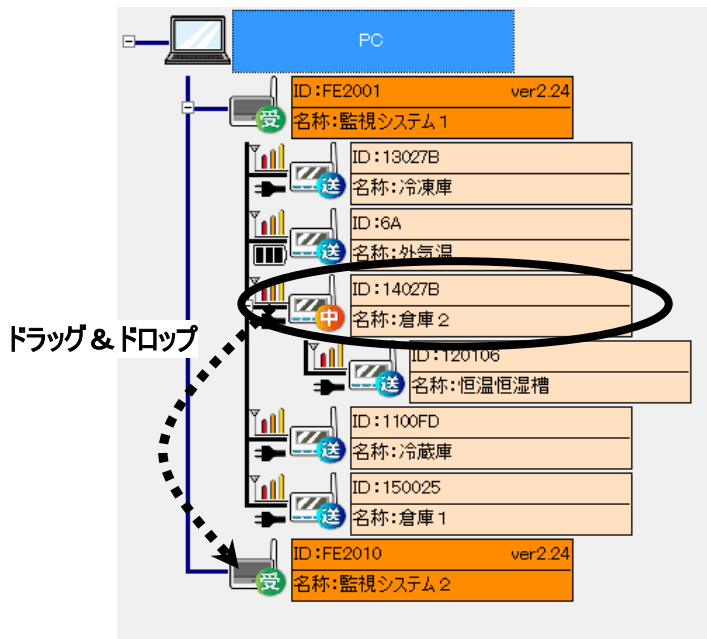 PC
ID:FE2001 ver2.24
受
名称:監視システム1
ID:13027B
送
名称:冷凍庫
ID:6A
送
名称:外気温
ID:14027B
中
名称:倉庫2
ドラッグ&ドロップ
ID:120106
送
名称:恒温恒湿槽
ID:1100FD
送
名称:冷蔵庫
ID:150025
送
名称:倉庫1
ID:FE2010 ver2.24
受
名称:監視システム2